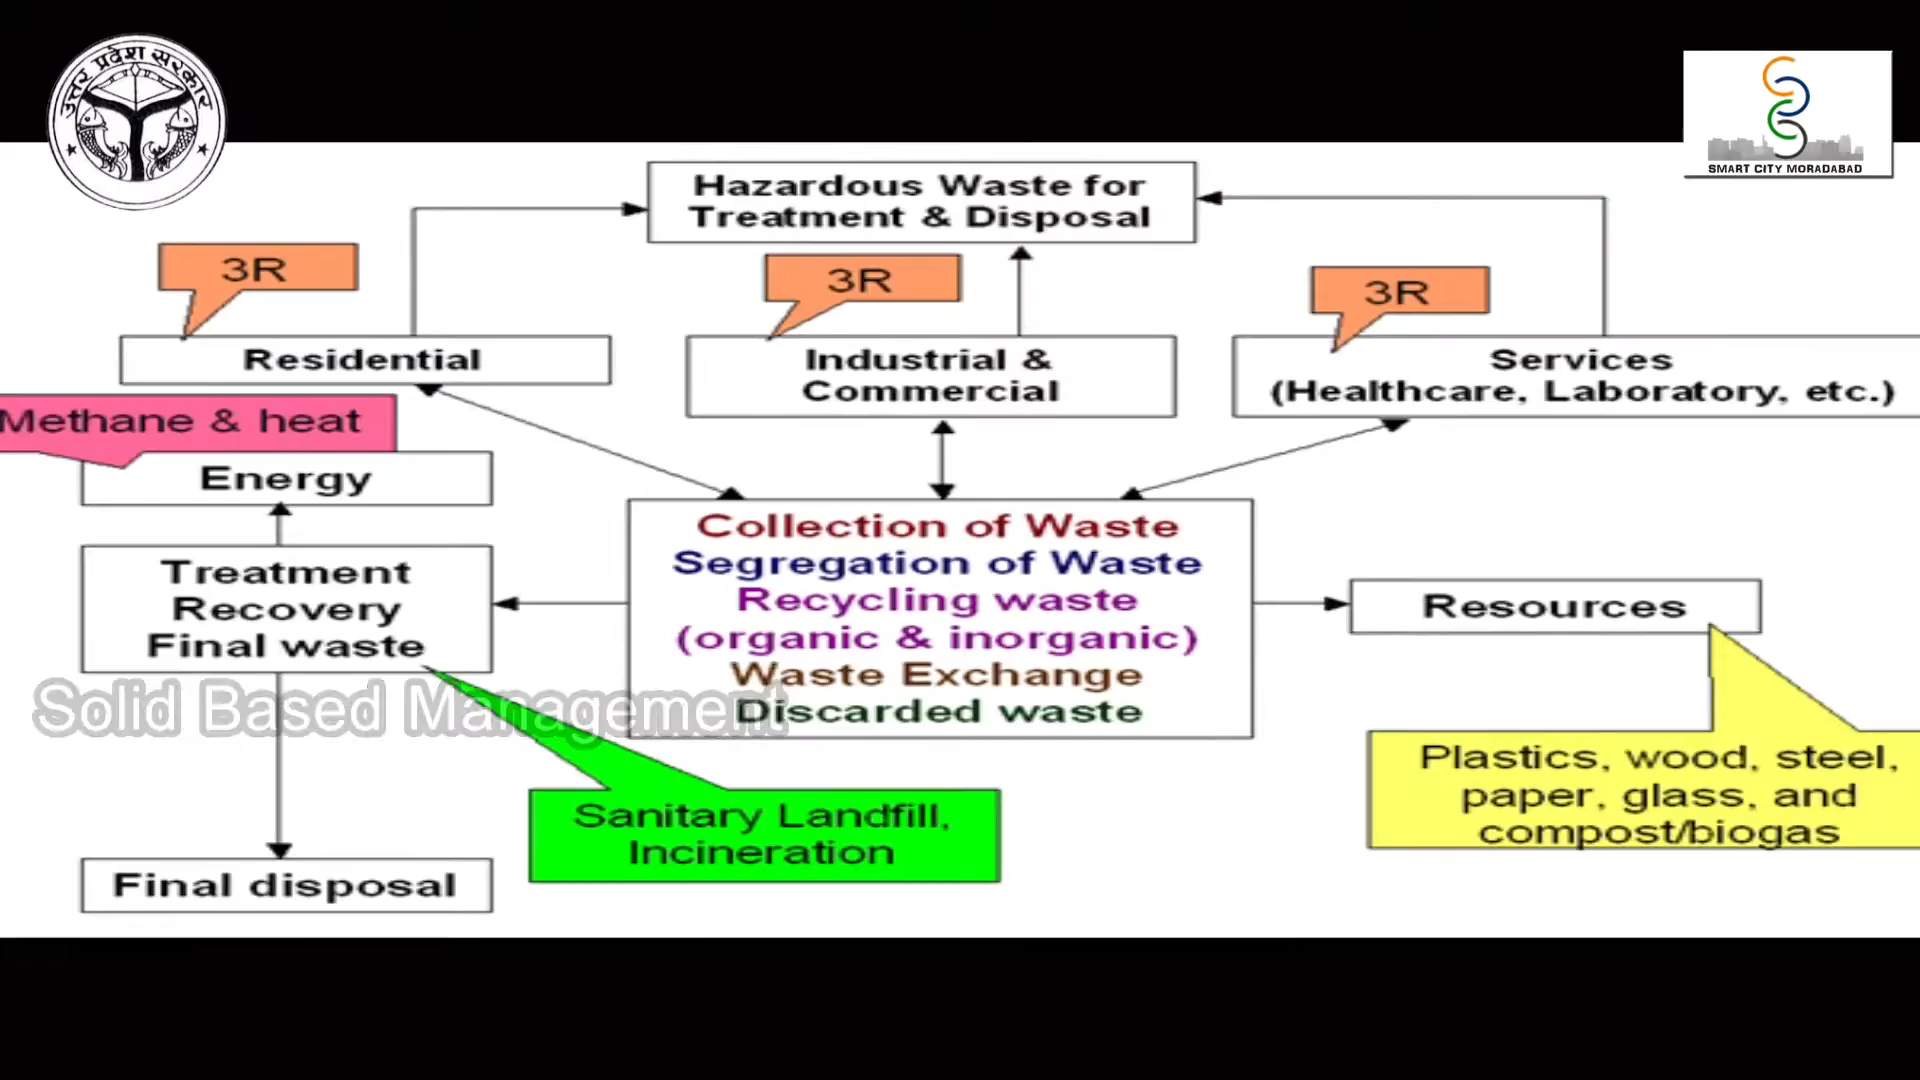 उत्तर प्रदेश सरकार
SMART CITY MORADABAD
Hazardous Waste for
Treatment & Disposal
3R
3R
3R
Residential
Industrial &
Commercial
Services
(Healthcare, Laboratory, etc.)
Methane & heat
Energy
Treatment
Recovery
Final waste
Collection of Waste
Segregation of Waste
Recycling waste
(organic & inorganic)
Waste Exchange
Discarded waste
Resources
Solid Based Management
Sanitary Landfill,
Incineration
Plastics, wood, steel,
paper, glass, and
compost/biogas
Final disposal